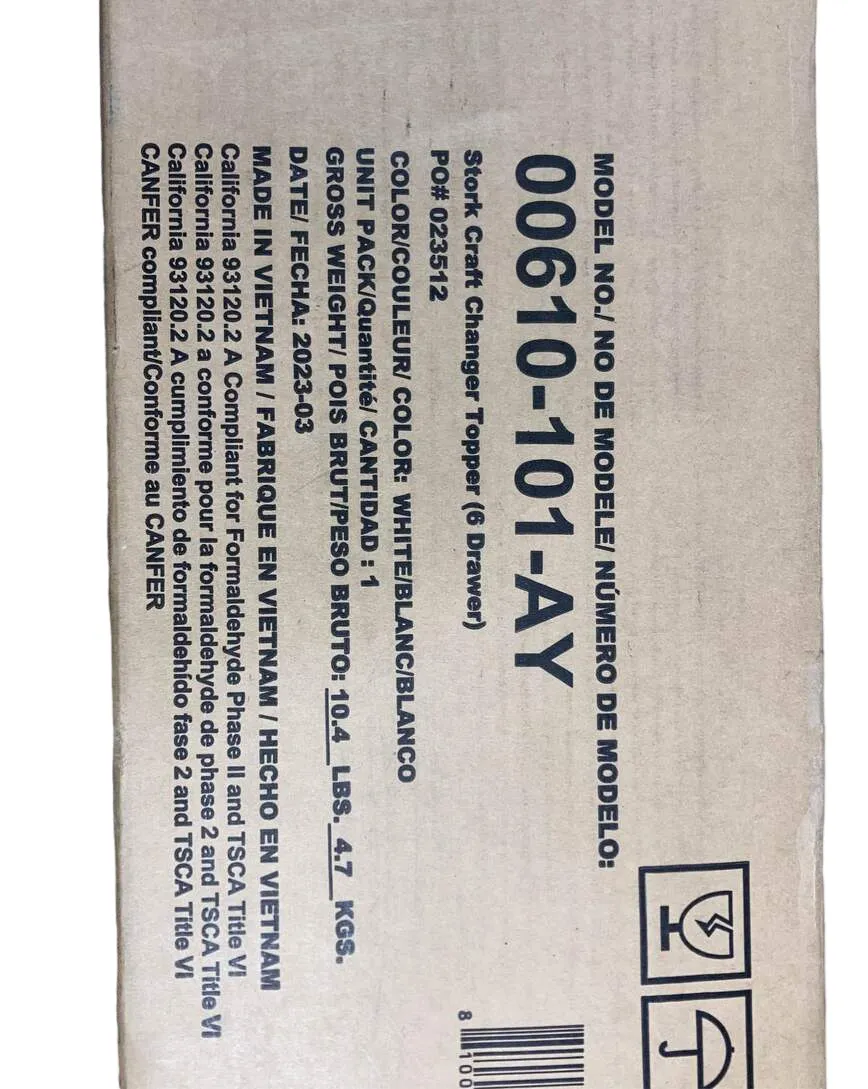 MODEL NO./ NO DE MODELE/ NÚMERO DE MODELO:
00610-101-AY
Stork Craft Changer Topper (6 Drawer)
PO# 023512
COLOR/COULEUR/ COLOR: WHITE/BLANC/BLANCO
UNIT PACK/Quantité/ CANTIDAD : 1
GROSS WEIGHT/ POIS BRUT/PESO BRUTO: 10.4 LBS. 4.7 KGS.
DATE/ FECHA: 2023-03
MADE IN VIETNAM / FABRIQUE EN VIETNAM / HECHO EN VIETNAM
California 93120.2 A Compliant for Formaldehyde Phase II and TSCA Title VI
California 93120.2 a conforme pour la formaldehyde de phase 2 and TSCA Title VI
California 93120.2 A cumplimiento de formaldehído fase 2 and TSCA Title VI
CANFER compliant/Conforme au CANFER
8 100